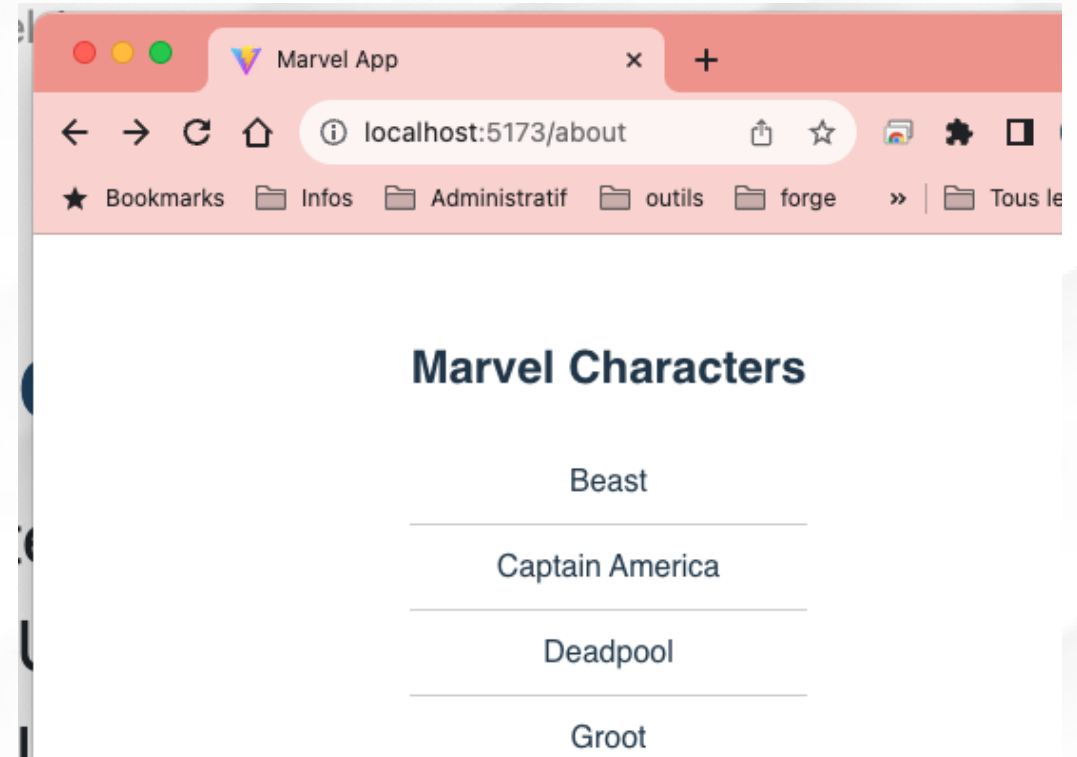 Marvel App
localhost:5173/about
Bookmarks Infos Administratif outils forge » Tous le
Marvel Characters
Beast
Captain America
Deadpool
Groot